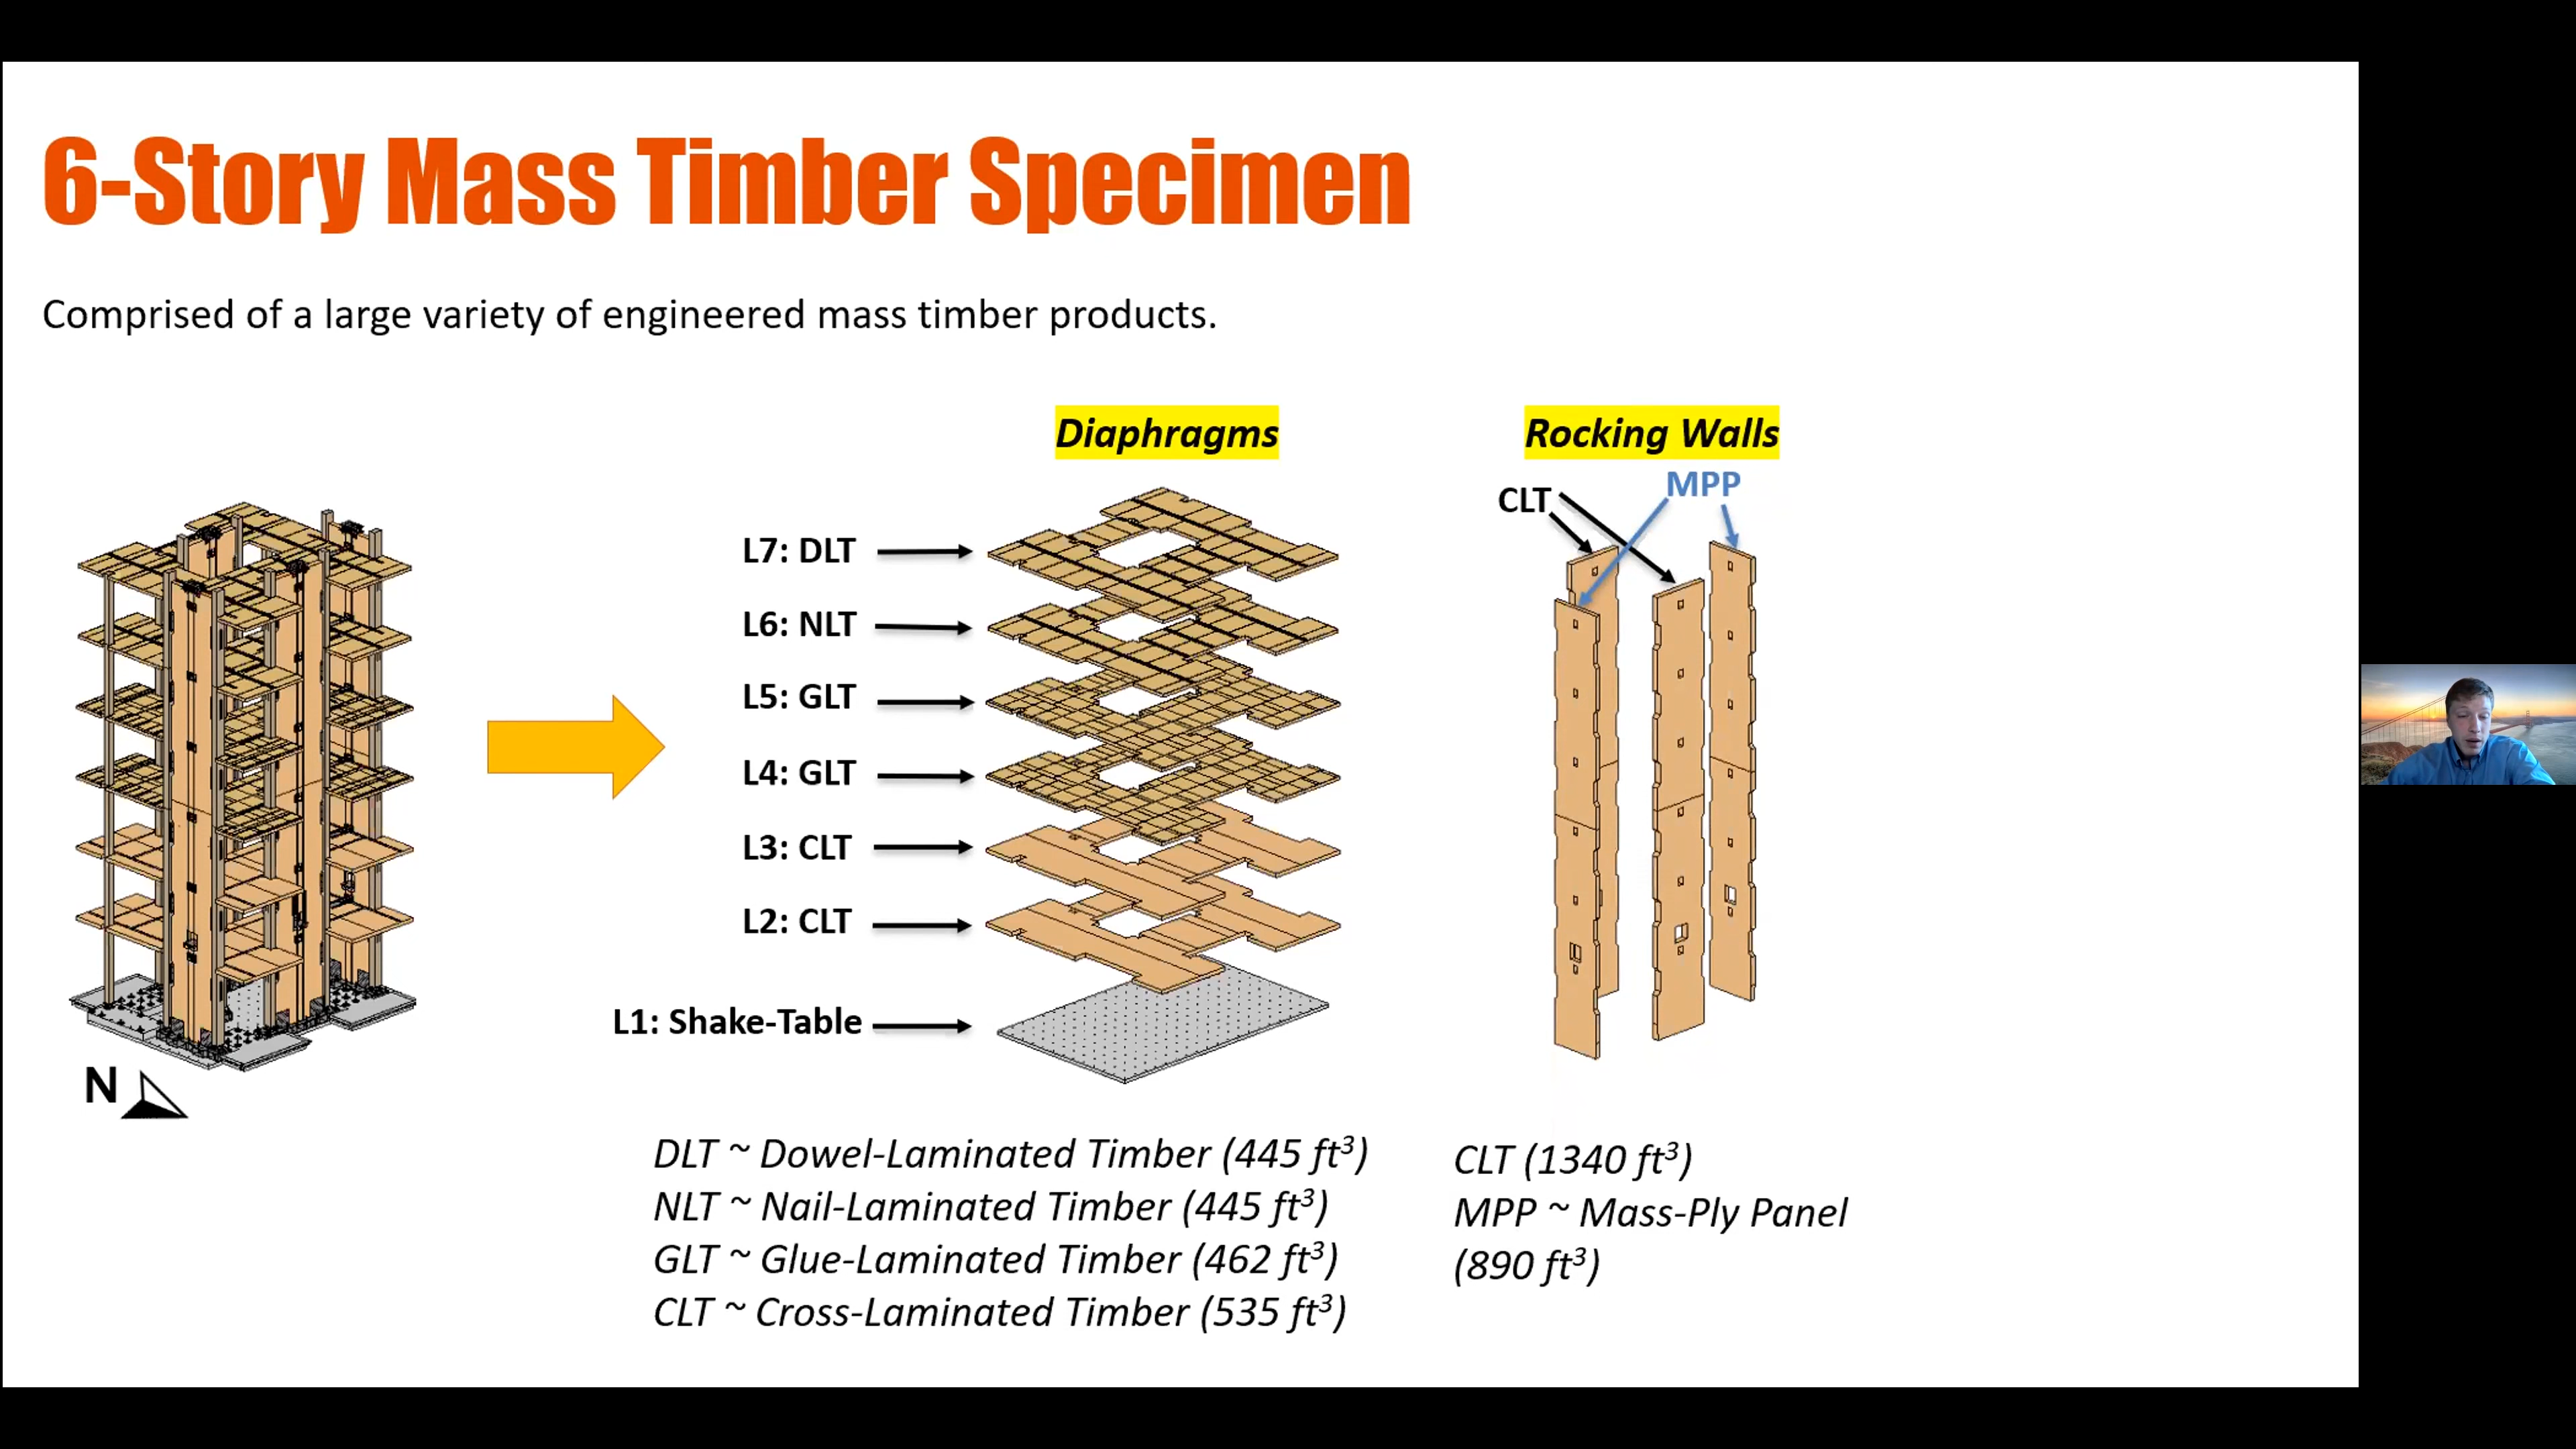 6-Story Mass Timber Specimen
Comprised of a large variety of engineered mass timber products.
Diaphragms
Rocking Walls
MPP
CLT
L7: DLT
L6: NLT
L5: GLT
L4: GLT
L3: CLT
L2: CLT
L1: Shake-Table
N
DLT ~ Dowel-Laminated Timber (445 ft³)
NLT ~ Nail-Laminated Timber (445 ft³)
GLT ~ Glue-Laminated Timber (462 ft³)
CLT ~ Cross-Laminated Timber (535 ft³)
CLT (1340 ft³)
MPP ~ Mass-Ply Panel
(890 ft³)